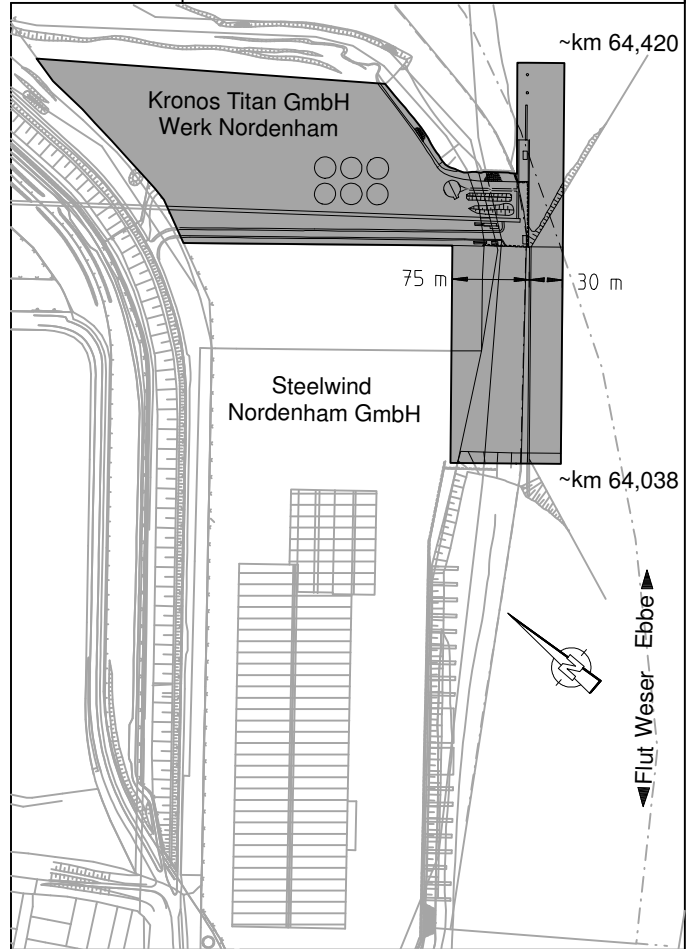 ~km 64,420
Kronos Titan GmbH
Werk Nordenham
75 m
30 m
Steelwind
Nordenham GmbH
~km 64,038
Flut Weser Ebbe
N